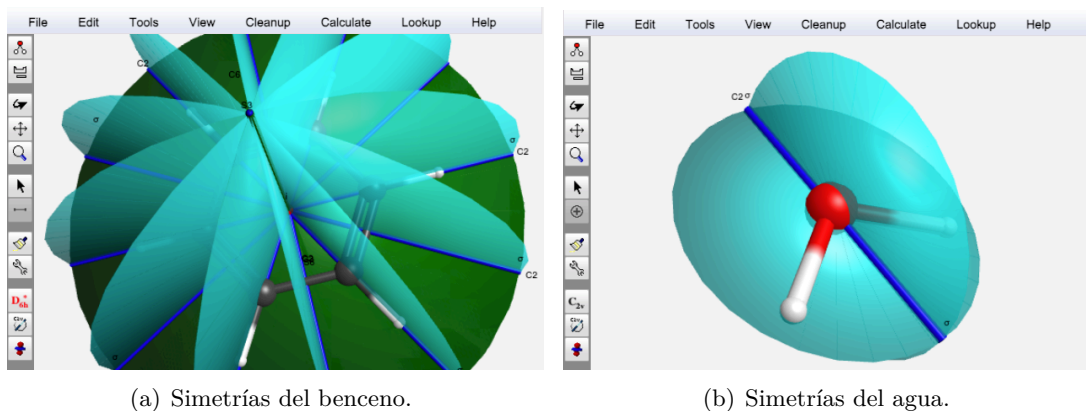 File Edit Tools View Cleanup Calculate Lookup Help
C2
C6
S3
σ
σ
C2
σ
C2
σ
D6h
File Edit Tools View Cleanup Calculate Lookup Help
C2 σ
σ
C2v
(a) Simetrías del benceno.
(b) Simetrías del agua.